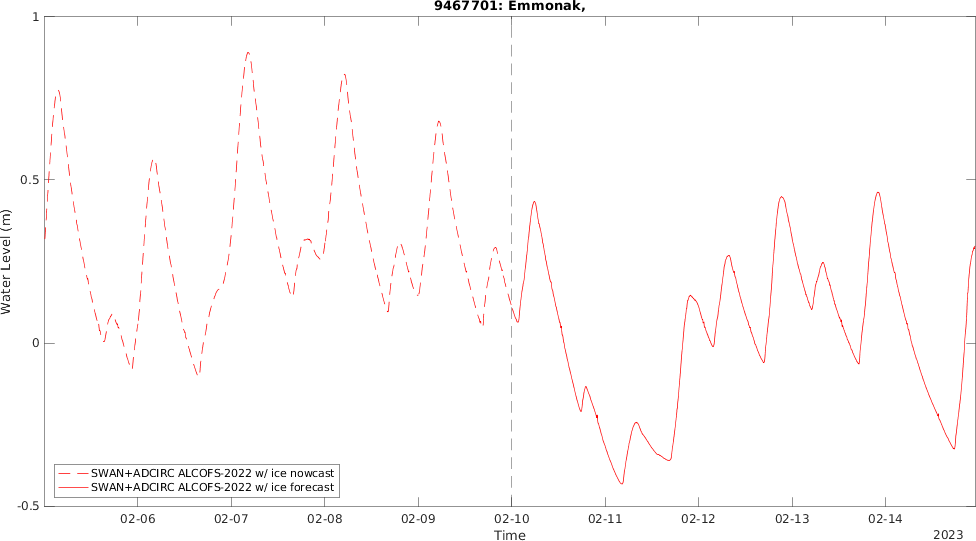 9467701: Emmonak,
1
0.5
0
-0.5
Water Level (m)
SWAN+ADCIRC ALCOFS-2022 w/ ice nowcast
SWAN+ADCIRC ALCOFS-2022 w/ ice forecast
02-06 02-07 02-08 02-09 02-10 02-11 02-12 02-13 02-14
Time
2023